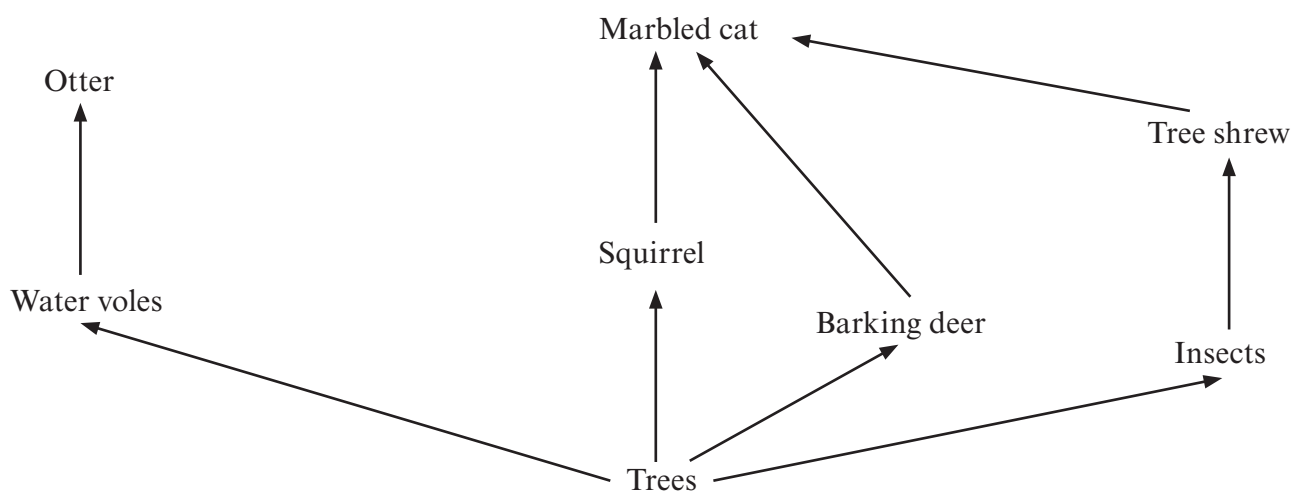 Marbled cat
Otter
Tree shrew
Squirrel
Water voles
Barking deer
Insects
Trees